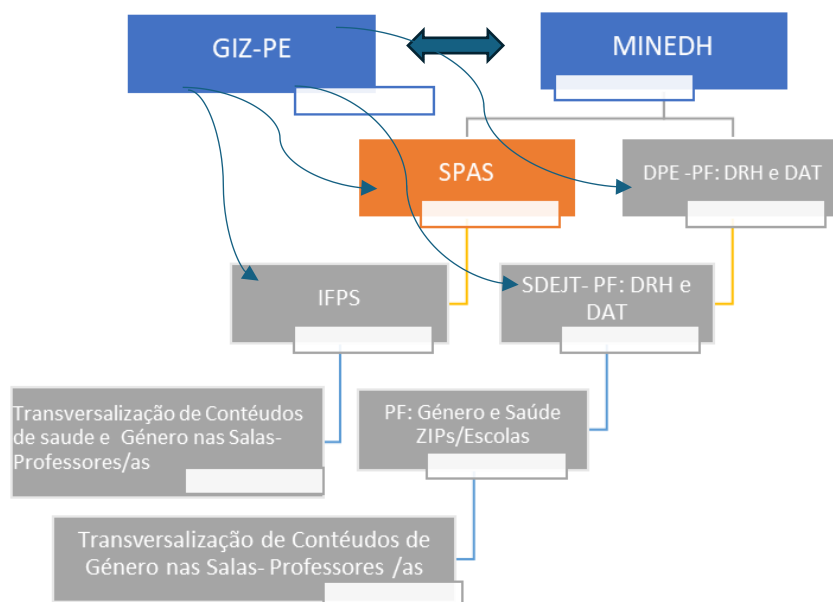 GIZ-PE
MINEDH
SPAS
DPE -PF: DRH e DAT
IFPS
SDEJT- PF: DRH e
DAT
Transversalização de Contéudos
de saude e Género nas Salas-
Professores/as
PF: Género e Saúde
ZIPs/Escolas
Transversalização de Contéudos de
Género nas Salas- Professores /as